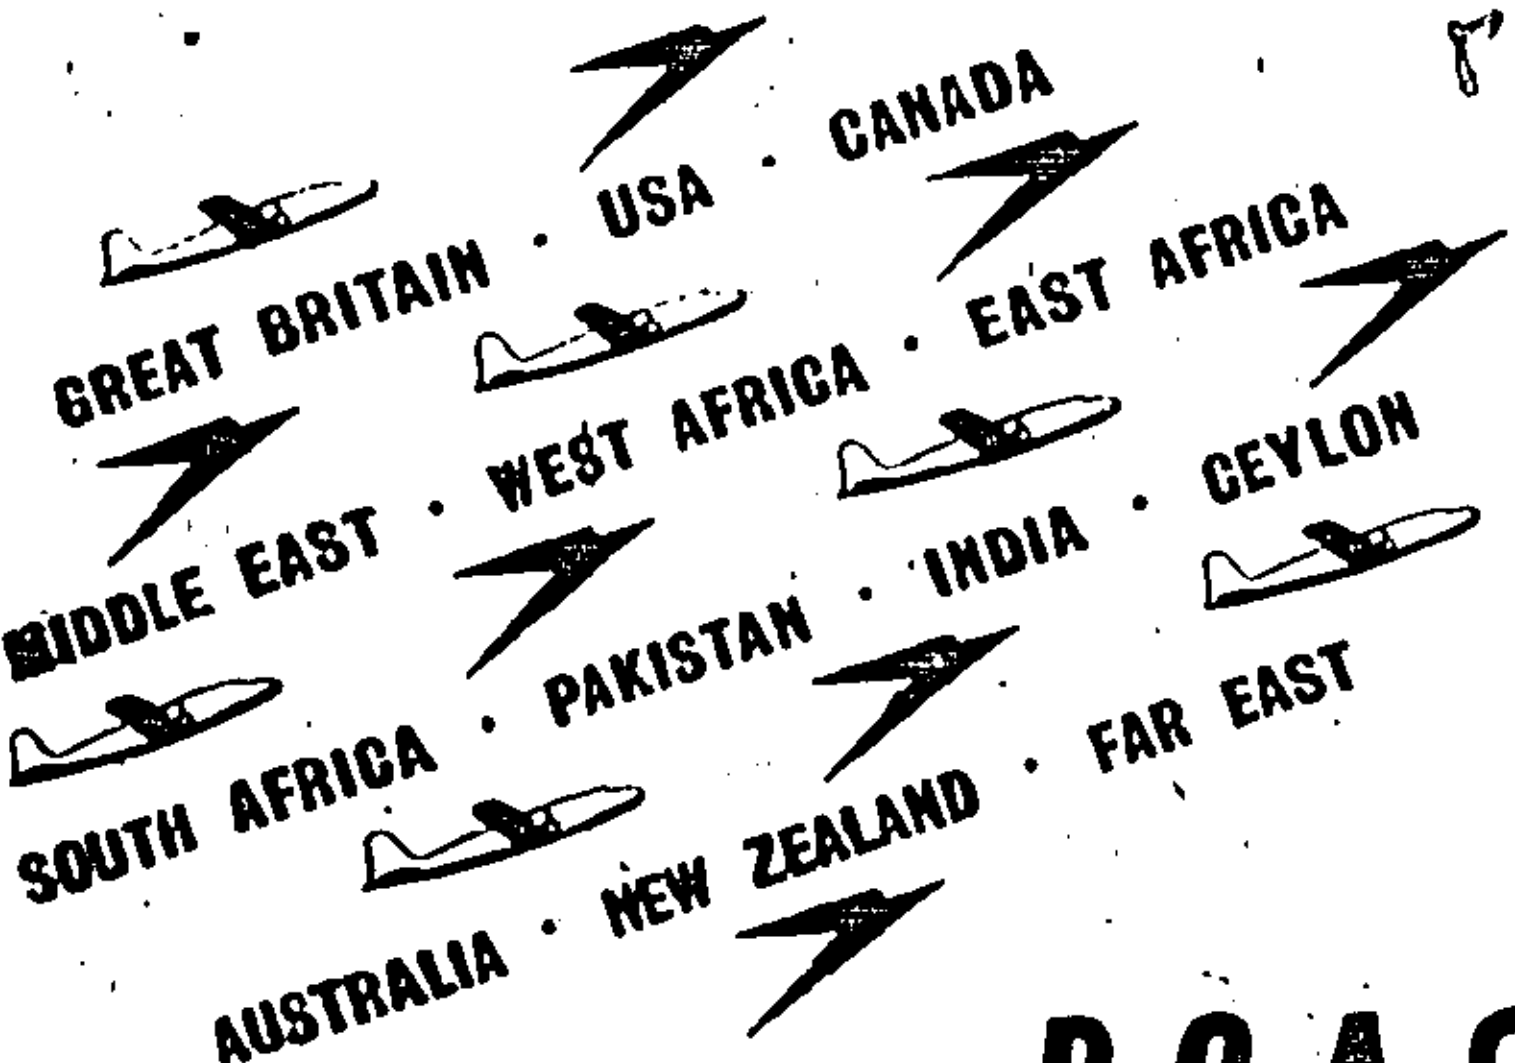 GREAT BRITAIN · USA · CANADA
MIDDLE EAST · WEST AFRICA · EAST AFRICA
SOUTH AFRICA · PAKISTAN · INDIA · CEYLON
AUSTRALIA · NEW ZEALAND · FAR EAST